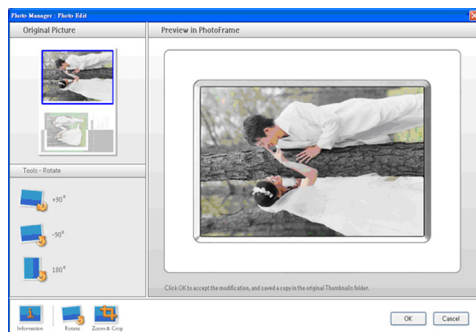 Photo Manager : Photo Edit
Original Picture
Preview in PhotoFrame
Tools - Rotate
+90°
-90°
180°
Click OK to accept the modification, and saved a copy in the original Thumbnails folder.
Information
Rotate
Zoom & Crop
OK
Cancel